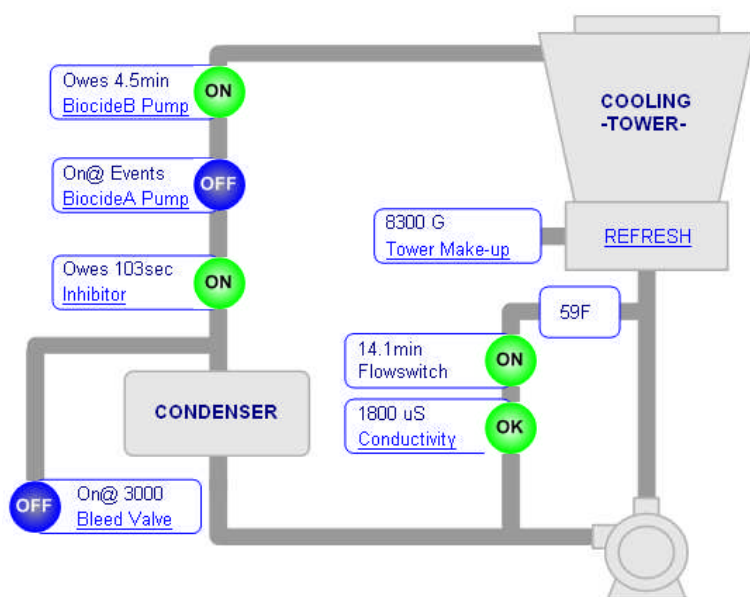 Owes 4.5min
BiocideB Pump
ON
COOLING
-TOWER-
On@ Events
BiocideA Pump
OFF
8300 G
Tower Make-up
REFRESH
Owes 103sec
Inhibitor
ON
59F
14.1min
Flowswitch
ON
CONDENSER
1800 uS
Conductivity
OK
OFF
On@ 3000
Bleed Valve